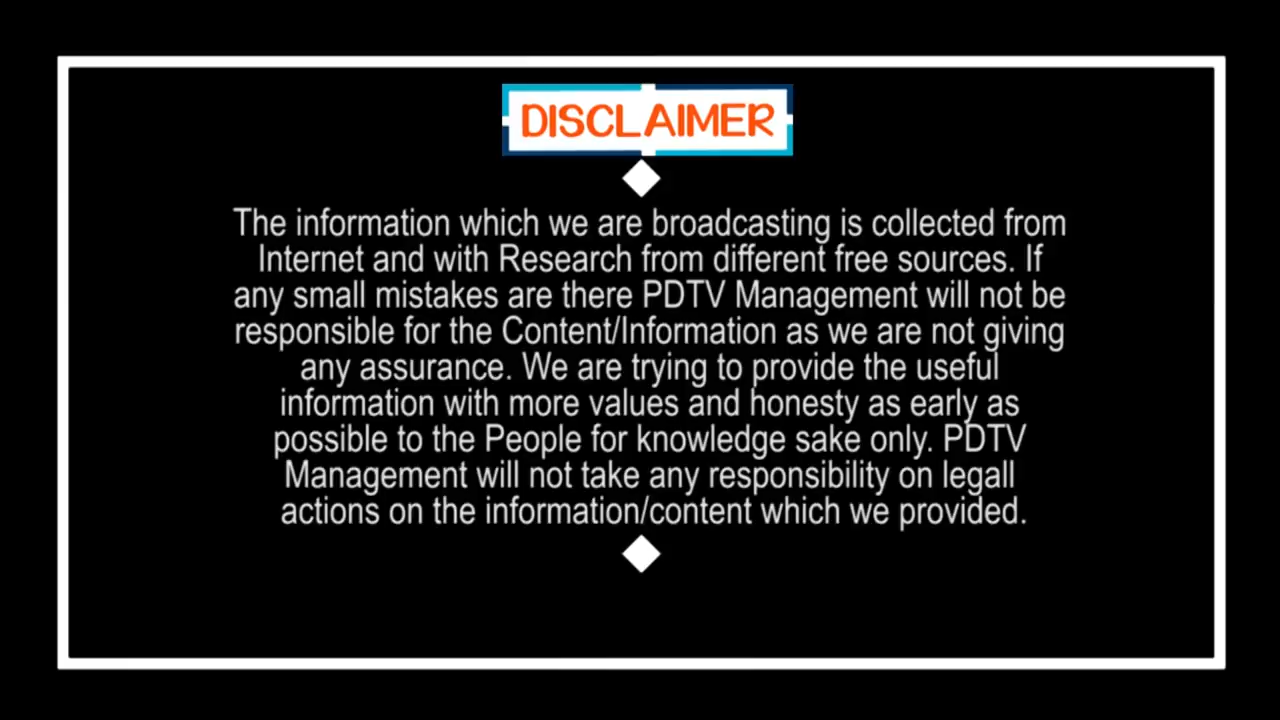 DISCLAIMER
The information which we are broadcasting is collected from
Internet and with Research from different free sources. If
any small mistakes are there PDTV Management will not be
responsible for the Content/Information as we are not giving
any assurance. We are trying to provide the useful
information with more values and honesty as early as
possible to the People for knowledge sake only. PDTV
Management will not take any responsibility on legall
actions on the information/content which we provided.